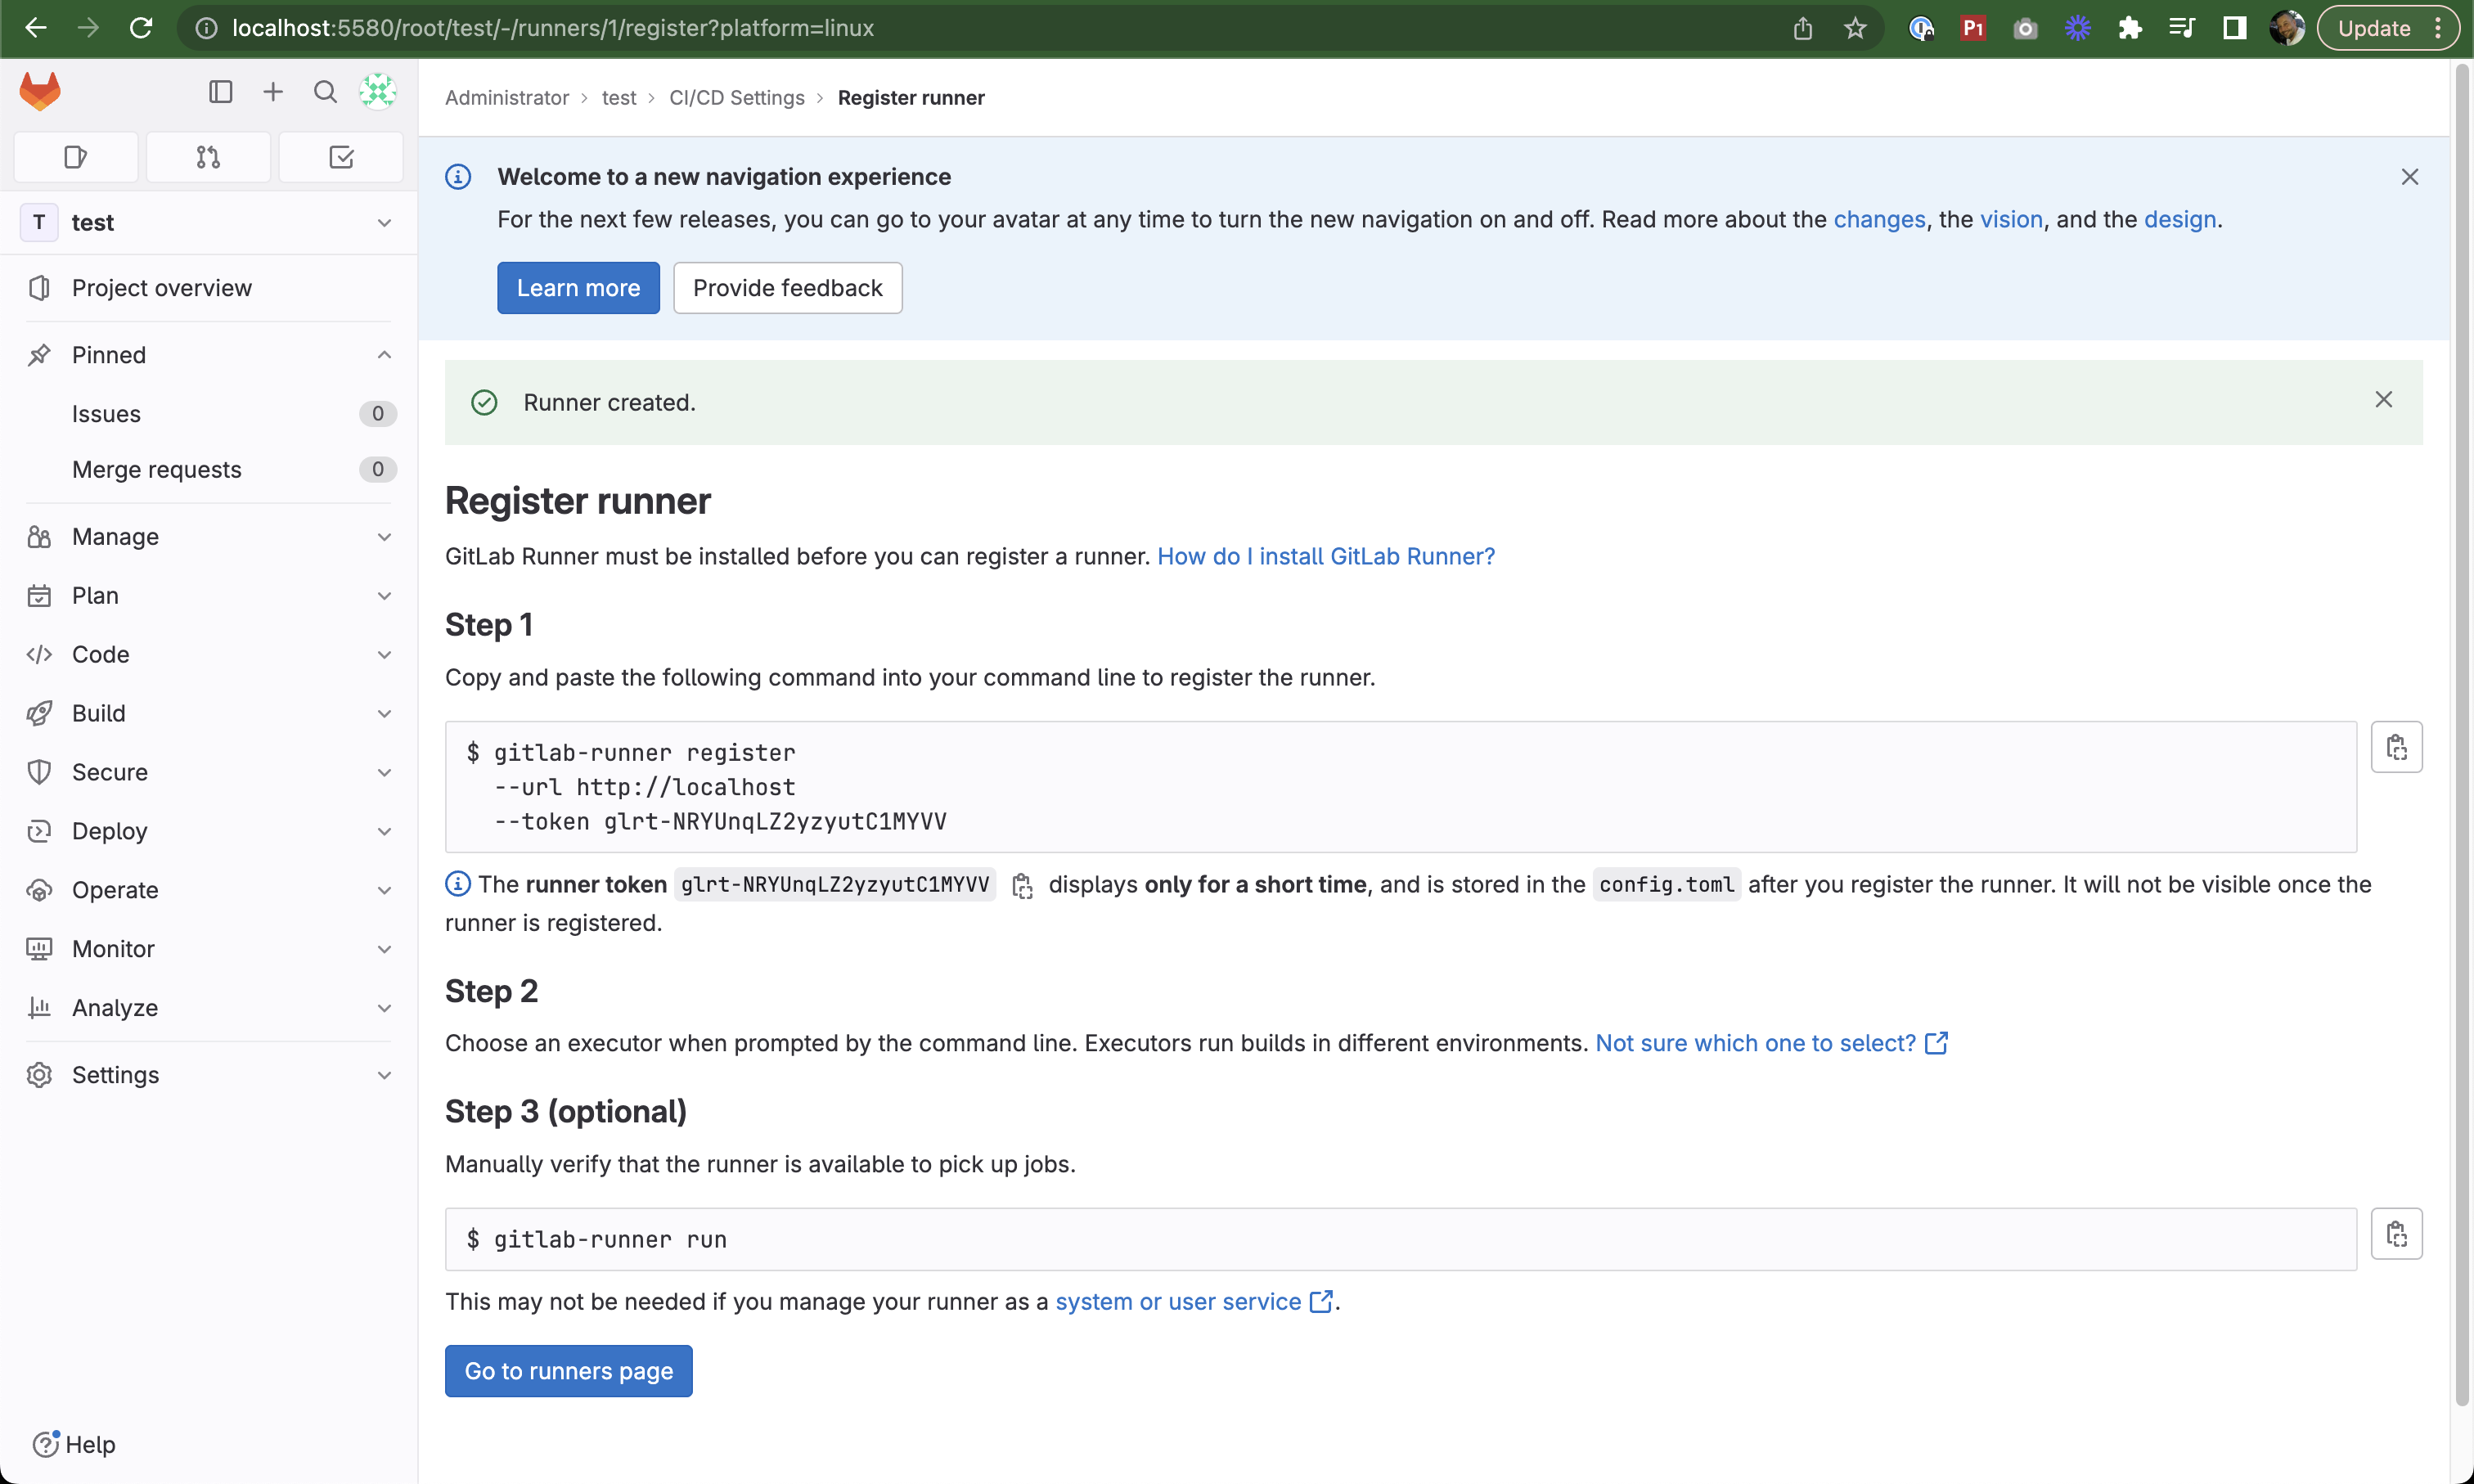 localhost:5580/root/test/-/runners/1/register?platform=linux
P1
Update
Administrator › test › CI/CD Settings › Register runner
T test
Project overview
Pinned
Issues 0
Merge requests 0
Manage
Plan
Code
Build
Secure
Deploy
Operate
Monitor
Analyze
Settings
Help
Welcome to a new navigation experience
For the next few releases, you can go to your avatar at any time to turn the new navigation on and off. Read more about the changes, the vision, and the design.
Learn more Provide feedback
Runner created.
Register runner
GitLab Runner must be installed before you can register a runner. How do I install GitLab Runner?
Step 1
Copy and paste the following command into your command line to register the runner.
$ gitlab-runner register
--url http://localhost
--token glrt-NRYUnqLZ2yzyutC1MYVV
The runner token glrt-NRYUnqLZ2yzyutC1MYVV displays only for a short time, and is stored in the config.toml after you register the runner. It will not be visible once the
runner is registered.
Step 2
Choose an executor when prompted by the command line. Executors run builds in different environments. Not sure which one to select?
Step 3 (optional)
Manually verify that the runner is available to pick up jobs.
$ gitlab-runner run
This may not be needed if you manage your runner as a system or user service.
Go to runners page